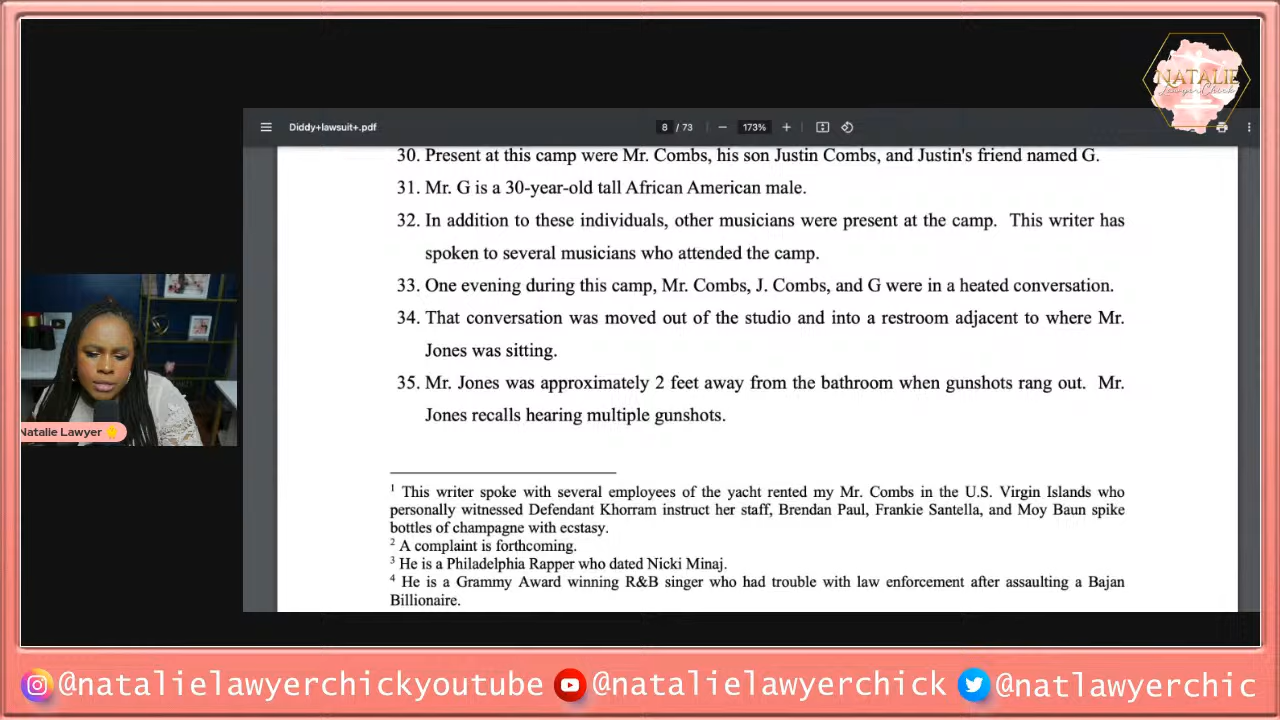 NATALIE
LawyerChick
Diddy+lawsuit+.pdf
8 / 73
173%
30. Present at this camp were Mr. Combs, his son Justin Combs, and Justin's friend named G.
31. Mr. G is a 30-year-old tall African American male.
32. In addition to these individuals, other musicians were present at the camp. This writer has
spoken to several musicians who attended the camp.
33. One evening during this camp, Mr. Combs, J. Combs, and G were in a heated conversation.
34. That conversation was moved out of the studio and into a restroom adjacent to where Mr.
Jones was sitting.
35. Mr. Jones was approximately 2 feet away from the bathroom when gunshots rang out. Mr.
Jones recalls hearing multiple gunshots.
Natalie Lawyer
1 This writer spoke with several employees of the yacht rented my Mr. Combs in the U.S. Virgin Islands who
personally witnessed Defendant Khorram instruct her staff, Brendan Paul, Frankie Santella, and Moy Baun spike
bottles of champagne with ecstasy.
2 A complaint is forthcoming.
3 He is a Philadelphia Rapper who dated Nicki Minaj.
4 He is a Grammy Award winning R&B singer who had trouble with law enforcement after assaulting a Bajan
Billionaire.
@natalielawyerchickyoutube @natalielawyerchick @natlawyerchic